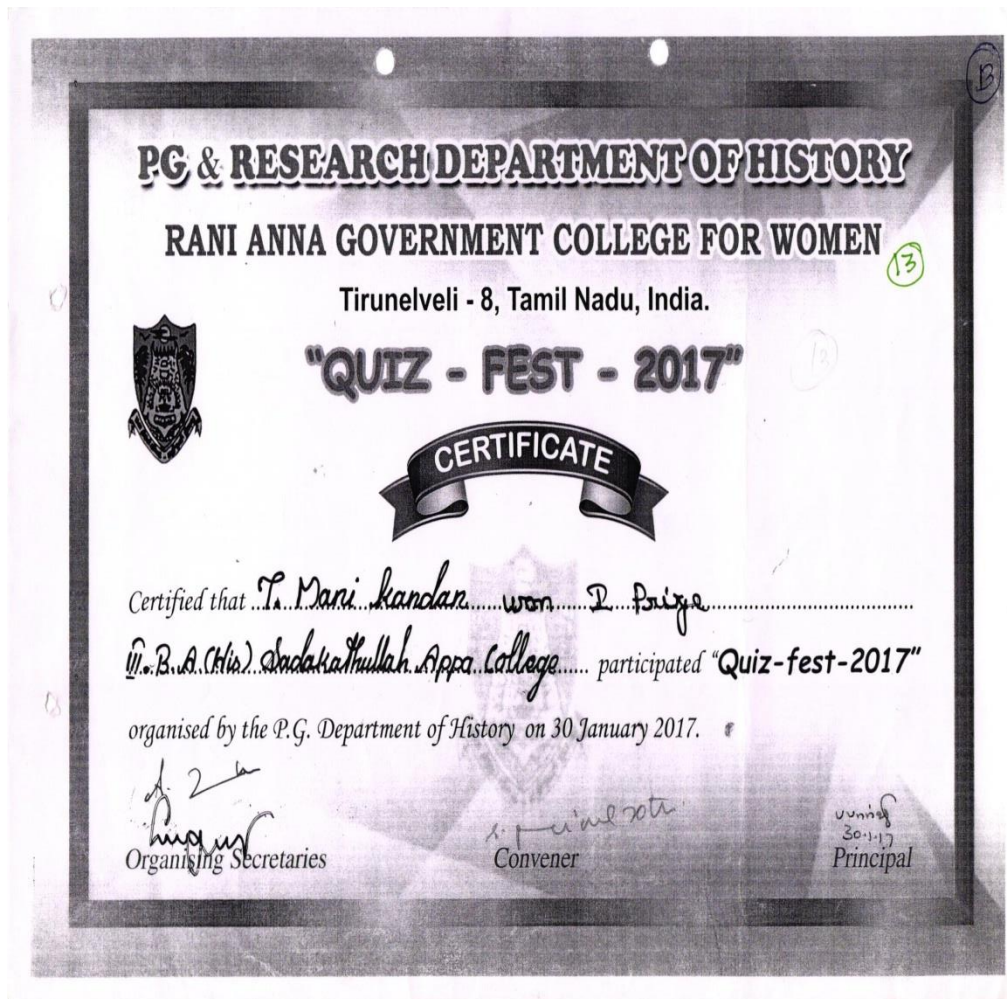 B
PG & RESEARCH DEPARTMENT OF HISTORY
RANI ANNA GOVERNMENT COLLEGE FOR WOMEN
13
Tirunelveli - 8, Tamil Nadu, India.
"QUIZ - FEST - 2017"
CERTIFICATE
Certified that T. Mani kandan won I Prize
III. B.A. (His) Sadakathullah Appa College participated "Quiz-fest-2017"
organised by the P.G. Department of History on 30 January 2017.
30.1.17
Organising Secretaries Convener Principal